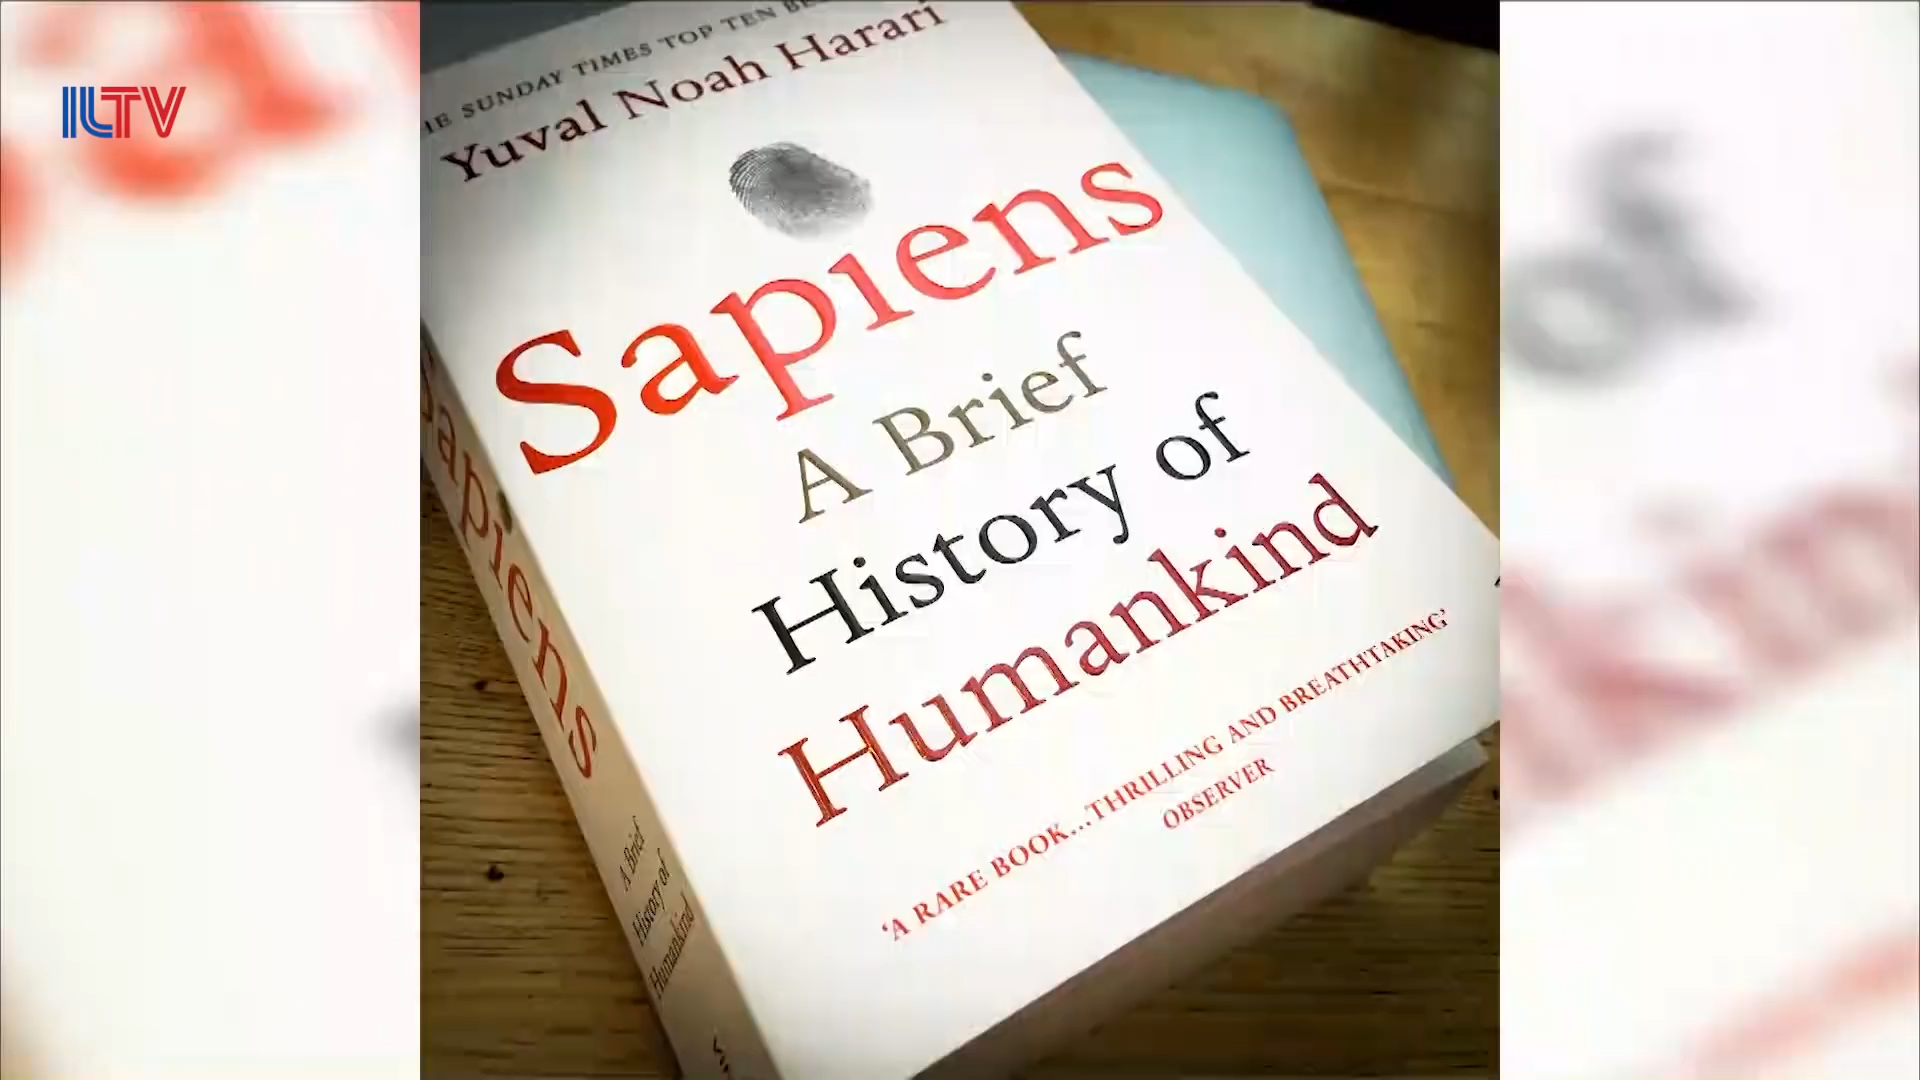 ILTV
THE SUNDAY TIMES TOP TEN
Yuval Noah Harari
Sapiens
A Brief
History of
Humankind
'A RARE BOOK...THRILLING AND BREATHTAKING'
OBSERVER
Sapiens
A Brief
History of
Humankind